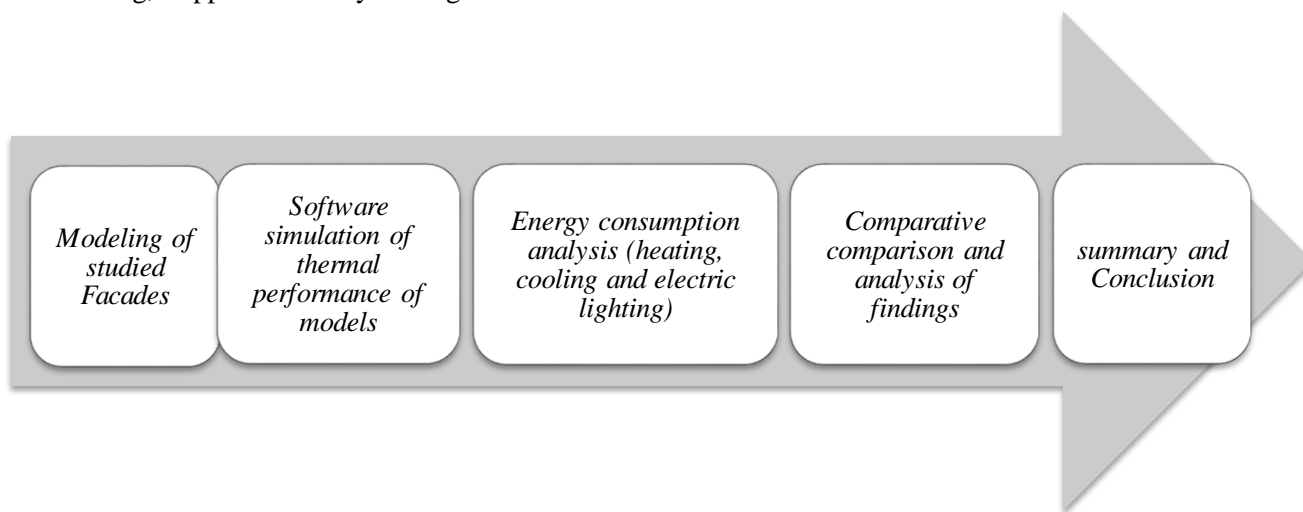 Modeling of
studied
Facades
Software
simulation of
thermal
performance of
models
Energy consumption
analysis (heating,
cooling and electric
lighting)
Comparative
comparison and
analysis of
findings
summary and
Conclusion